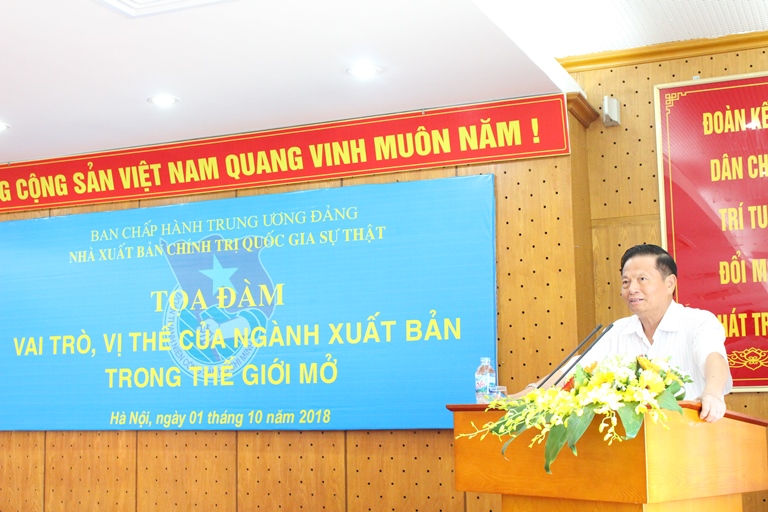 CỘNG SẢN VIỆT NAM QUANG VINH MUÔN NĂM !
BAN CHẤP HÀNH TRUNG ƯƠNG ĐẢNG
NHÀ XUẤT BẢN CHÍNH TRỊ QUỐC GIA SỰ THẬT
TỌA ĐÀM
VAI TRÒ, VỊ THẾ CỦA NGÀNH XUẤT BẢN
TRONG THẾ GIỚI MỞ
Hà Nội, ngày 01 tháng 10 năm 2018
ĐOÀN KẾ
DÂN CH
TRÍ TU
ĐỔI M
HÁT TR